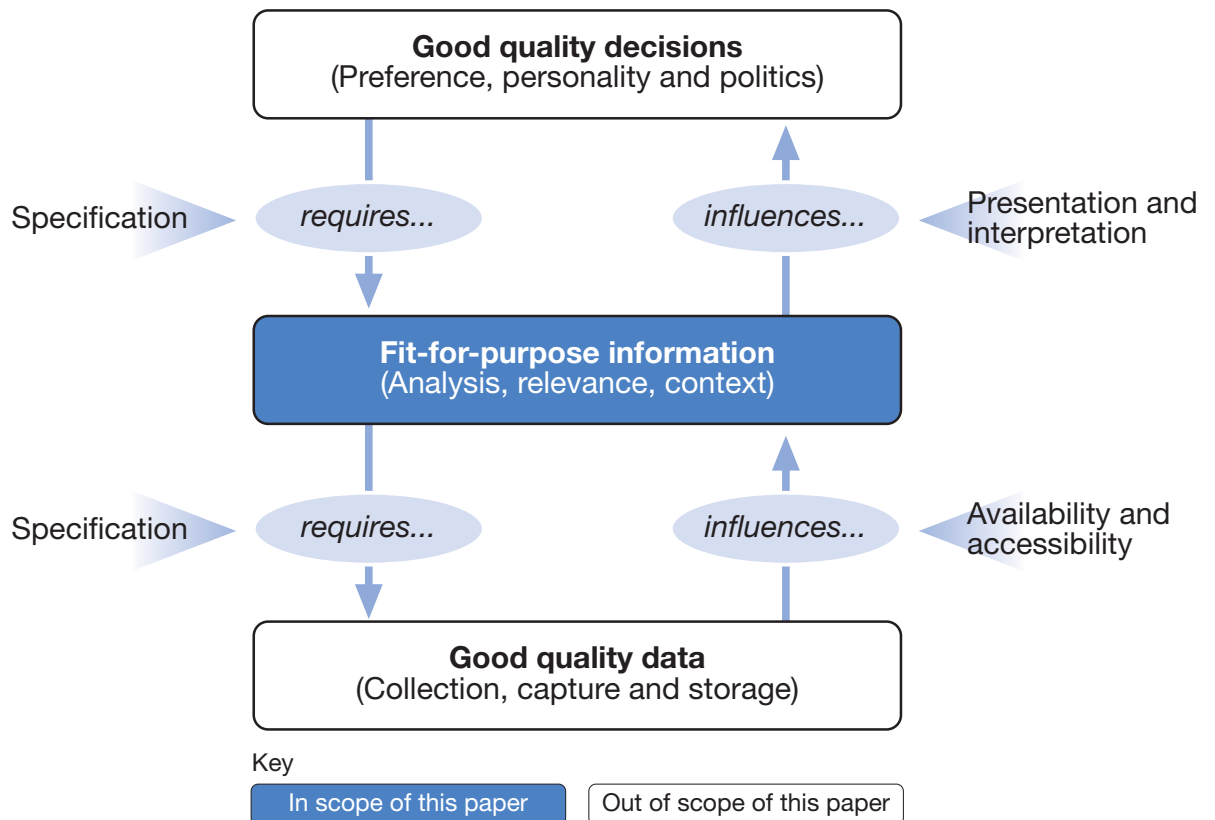 Good quality decisions
(Preference, personality and politics)
Specification
requires...
influences...
Presentation and
interpretation
Fit-for-purpose information
(Analysis, relevance, context)
Specification
requires...
influences...
Availability and
accessibility
Good quality data
(Collection, capture and storage)
Key
In scope of this paper
Out of scope of this paper